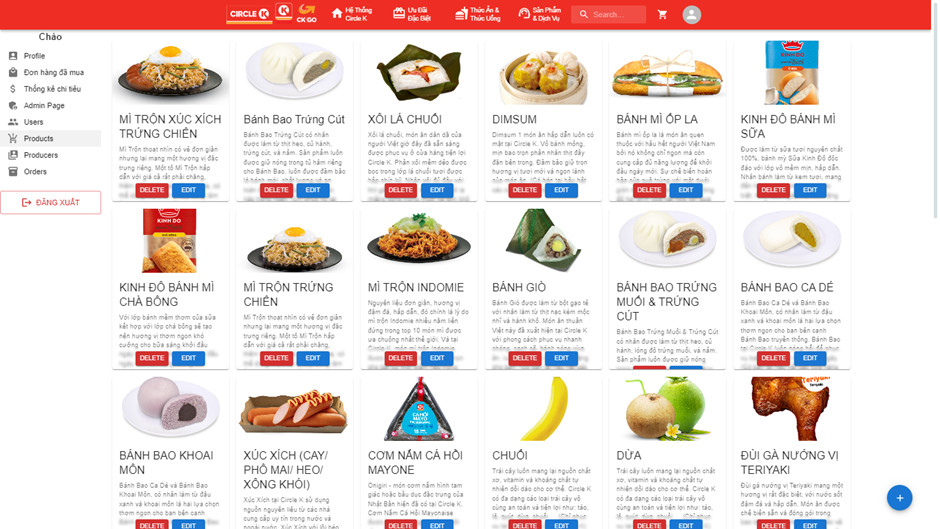 CIRCLE K
K
CK GO
Hệ Thống
Circle K
Ưu Đãi
Đặc Biệt
Thức Ăn &
Thức Uống
Sản Phẩm
& Dịch Vụ
Search...
Chào
Profile
Đơn hàng đã mua
Thống kê chi tiêu
Admin Page
Users
Products
Producers
Orders
ĐĂNG XUẤT
MÌ TRỘN XÚC XÍCH
TRỨNG CHIÊN
Mì Trộn thoạt nhìn có vẻ đơn giản
nhưng lại mang một hương vị đặc
trưng riêng. Một tô Mì Trộn hấp
dẫn với giá cả rất phải chăng,
DELETE
EDIT
Bánh Bao Trứng Cút
Bánh Bao Trứng Cút có nhân
được làm từ thịt heo, củ hành,
trứng cút, và nấm. Sản phẩm luôn
được giữ nóng trong tủ hâm riêng
cho Bánh Bao, luôn được đảm bảo
DELETE
EDIT
XÔI LÁ CHUỐI
Xôi lá chuối, món ăn dân dã của
người Việt giờ đây đã sẵn sàng
được phục vụ ở cửa hàng tiện lợi
Circle K. Phần xôi mềm dẻo được
bọc trong lớp lá chuối tươi được
DELETE
EDIT
DIMSUM
Dimsum 1 món ăn hấp dẫn luôn có
mặt tại Circle K. Vỏ bánh mỏng,
mịn bao trọn phần nhân thịt đầy
đặn bên trong. Đảm bảo giữ trọn
hương vị tươi mới và ngon lành
DELETE
EDIT
BÁNH MÌ ỐP LA
Bánh mì ốp la là món ăn quen
thuộc với hầu hết người Việt Nam
bởi nó không chỉ ngon mà còn
cung cấp đủ năng lượng để khởi
đầu ngày mới. Sự chế biến hoàn
DELETE
EDIT
KINH ĐÔ BÁNH MÌ
SỮA
Được làm từ sữa tươi nguyên chất
100%, bánh mỳ Sữa Kinh Đô độc
đáo với lớp vỏ mềm mịn, hấp dẫn.
Nhân bánh làm từ kem tươi, mang
DELETE
EDIT
KINH ĐÔ
KINH ĐÔ BÁNH MÌ
CHÀ BÔNG
Với lớp bánh mềm thơm của sữa
kết hợp với lớp chà bông sẽ tạo
nên hương vị thơm ngon khó
cưỡng cho bữa sáng khởi đầu
DELETE
EDIT
MÌ TRỘN TRỨNG
CHIÊN
Mì Trộn thoạt nhìn có vẻ đơn giản
nhưng lại mang một hương vị đặc
trưng riêng. Một tô Mì Trộn hấp
dẫn với giá cả rất phải chăng,
DELETE
EDIT
MÌ TRỘN INDOMIE
Nguyên liệu đơn giản, hương vị
đậm đà, hấp dẫn, đó chính là lý do
mì trộn Indomie nhiều năm liền
đứng trong top 10 món mì được
ưa chuộng nhất thế giới. Và tại
DELETE
EDIT
BÁNH GIÒ
Bánh Giò được làm từ bột gạo tẻ
với nhân làm từ thịt nạc kèm mộc
nhĩ và hành khô. Món ăn thuần
Việt này đã xuất hiện tại Circle K
với phong cách phục vụ nhanh
DELETE
EDIT
BÁNH BAO TRỨNG
MUỐI & TRỨNG
CÚT
Bánh Bao Trứng Muối & Trứng Cút
có nhân được làm từ thịt heo, củ
hành, lòng đỏ trứng muối, và nấm.
Sản phẩm luôn được giữ nóng
BÁNH BAO CA DÉ
Bánh Bao Ca Dé và Bánh Bao
Khoai Môn, có nhân làm từ đậu
xanh và khoai môn là hai lựa chọn
thơm ngon cho bạn bên cạnh
Bánh Bao truyền thống. Bánh Bao
DELETE
EDIT
BÁNH BAO KHOAI
MÔN
Bánh Bao Ca Dé và Bánh Bao
Khoai Môn, có nhân làm từ đậu
xanh và khoai môn là hai lựa chọn
thơm ngon cho bạn bên cạnh
DELETE
EDIT
XÚC XÍCH (CAY/
PHÔ MAI/ HEO/
XÔNG KHÓI)
Xúc Xích tại Circle K sử dụng
nguồn nguyên liệu từ các nhà
cung cấp uy tín trong nước và
DELETE
EDIT
CƠM NẮM CÁ HỒI
MAYONE
Origin - món cơm nắm hình tam
giác hoặc bầu dục đặc trưng của
Nhật Bản hiện đã có tại Circle K.
Cơm Nắm Cá Hồi Mayonaise
DELETE
EDIT
CHUỐI
Trái cây luôn mang lại nguồn chất
xơ, vitamin và khoáng chất tự
nhiên dồi dào cho cơ thể. Circle K
có đa dạng các loại trái cây vô
cùng an toàn và tiện lợi như: táo,
DELETE
EDIT
DỪA
Trái cây luôn mang lại nguồn chất
xơ, vitamin và khoáng chất tự
nhiên dồi dào cho cơ thể. Circle K
có đa dạng các loại trái cây vô
cùng an toàn và tiện lợi như: táo,
DELETE
EDIT
Teriyaki
ĐÙI GÀ NƯỚNG VỊ
TERIYAKI
Đùi gà nướng vị Teriyaki mang một
hương vị rất đặc biệt, với nước sốt
đậm đà và hấp dẫn. Món ăn được
DELETE
EDIT